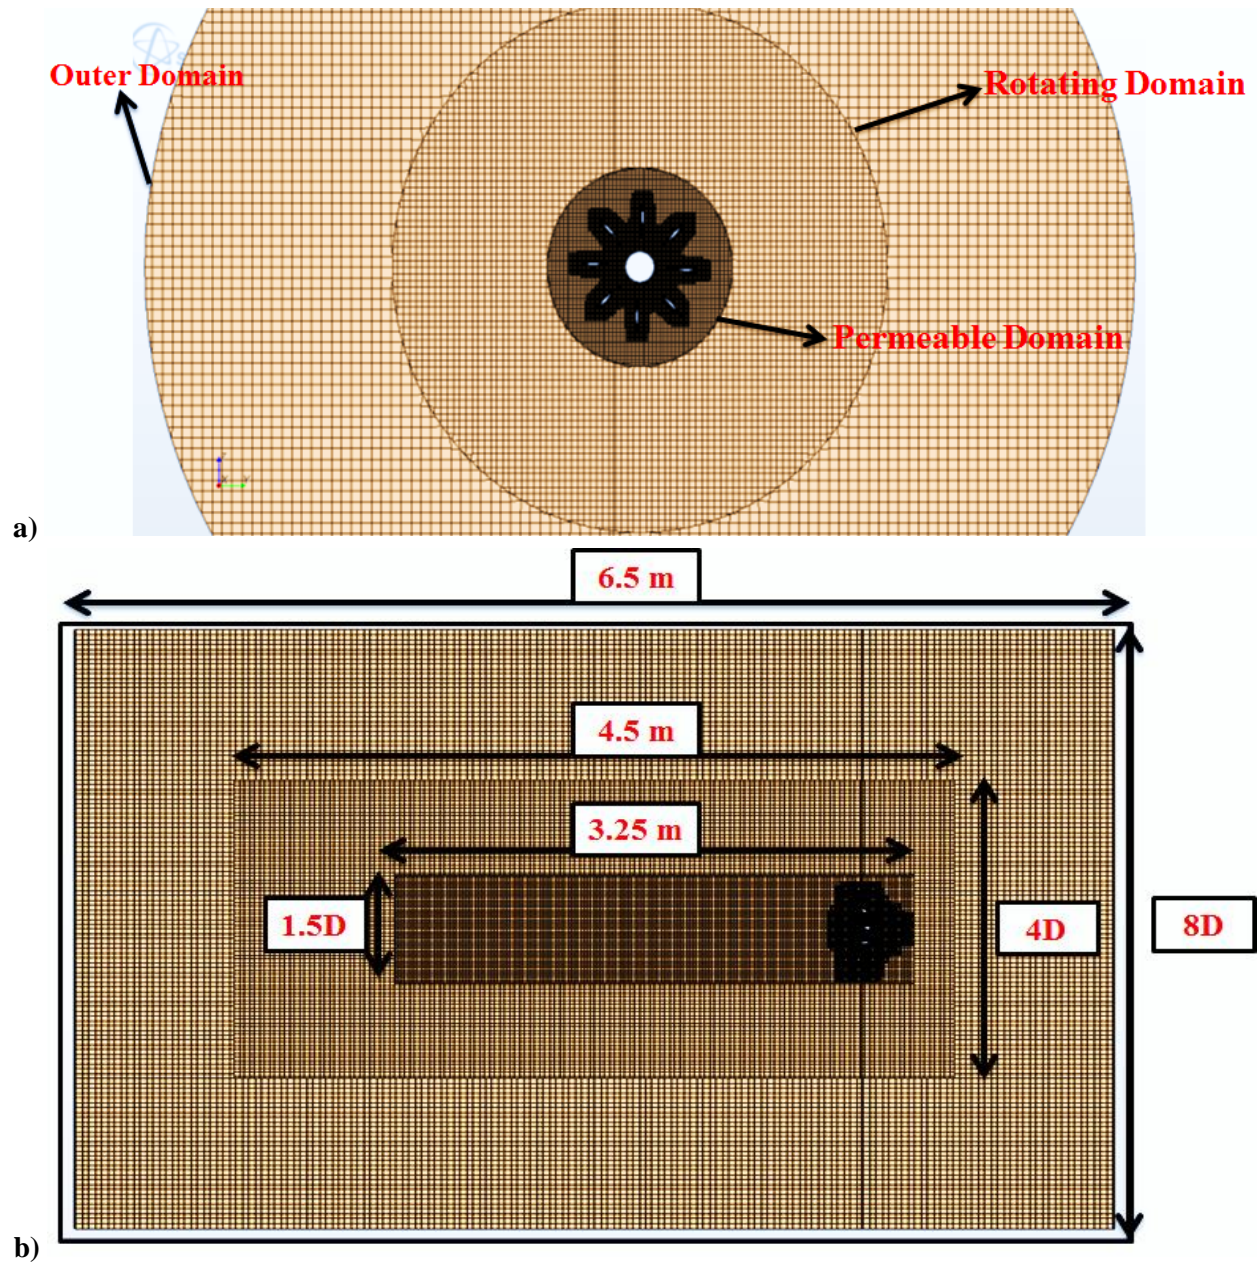 Outer Domain
Rotating Domain
Permeable Domain
a)
6.5 m
4.5 m
3.25 m
1.5D
4D
8D
b)